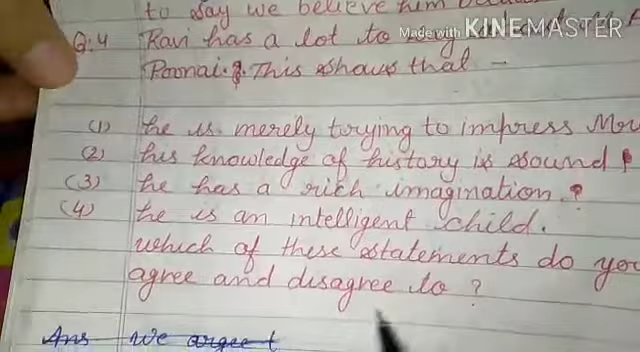 to say we believe him
Made with KINEMASTER
Q:4 Ravi has a lot to
Poonai. This shows that -
(1) he is merely trying to impress
(2) his knowledge of history is sound
(3) he has a rich imagination.
(4) he is an intelligent child.
which of these statements do you
agree and disagree to ?
Ans we